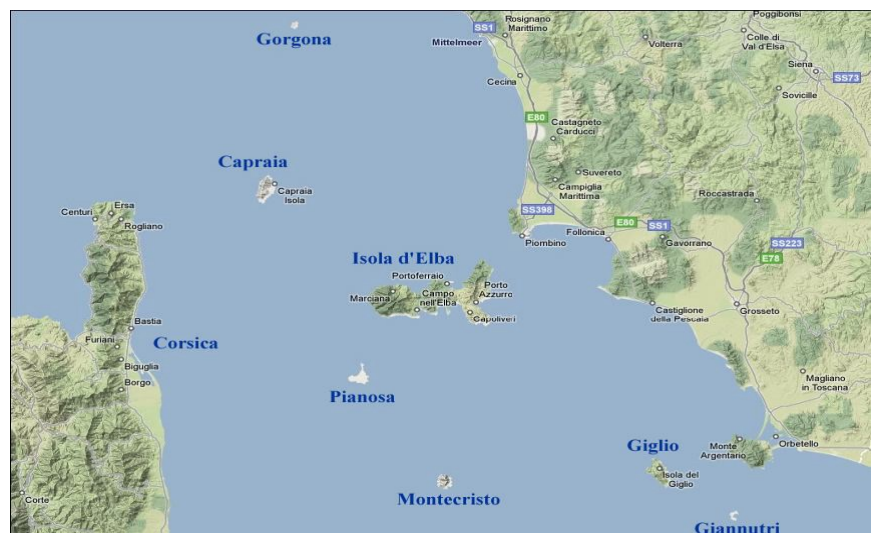 Gorgona
SS1
Rosignano
Marittimo
Mittelmeer
Volterra
Poggibonsi
Colle di
Val d'Elsa
Siena
SS73
Sovicille
Cecina
E80
Castagneto
Carducci
Capraia
Capraia
Isola
Suvereto
Campiglia
Marittima
Roccastrada
SS398
E80
SS1
Piombino
Follonica
Gavorrano
SS223
E78
Centuri
Ersa
Rogliano
Isola d'Elba
Portoferraio
Marciana
Campo
nell'Elba
Porto
Azzurro
Capoliveri
Castiglione
della Pescaia
Grosseto
Bastia
Furiani
Corsica
Biguglia
Borgo
Pianosa
Magliano
in Toscana
Giglio
Monte
Argentario
Orbetello
Isola del
Giglio
Montecristo
Corte
Giannutri